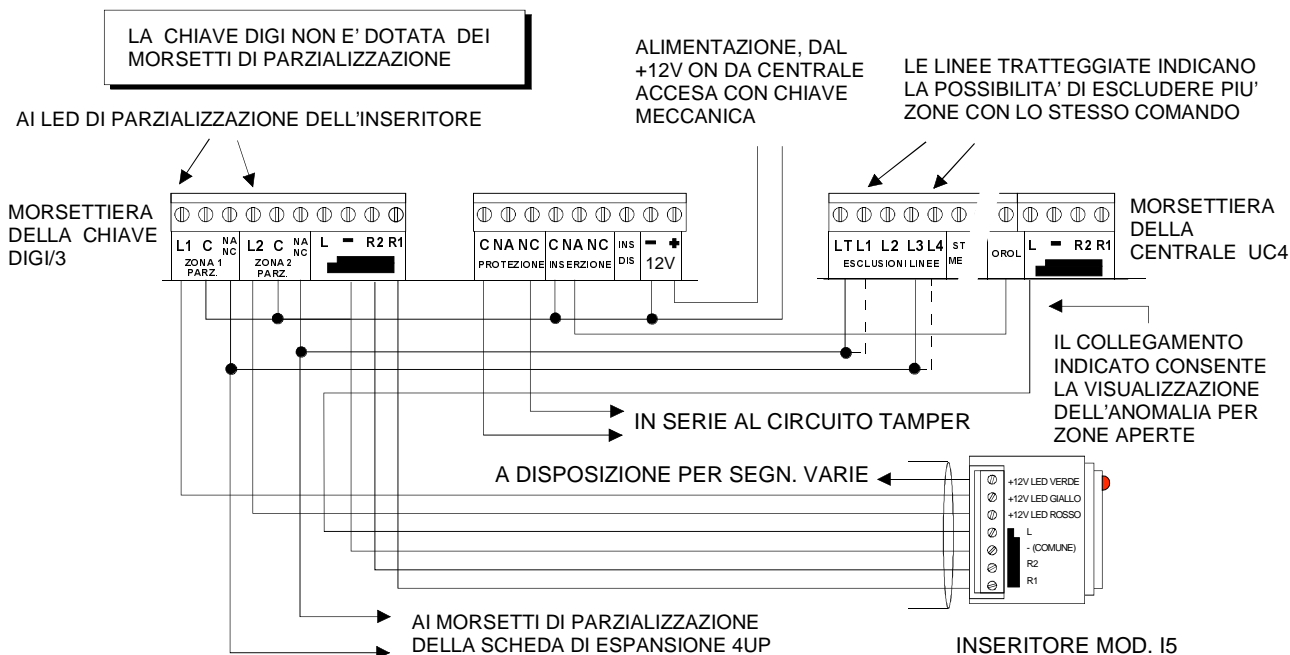 LA CHIAVE DIGI NON E' DOTATA DEI
MORSETTI DI PARZIALIZZAZIONE
AI LED DI PARZIALIZZAZIONE DELL'INSERITORE
ALIMENTAZIONE, DAL
+12V ON DA CENTRALE
ACCESA CON CHIAVE
MECCANICA
LE LINEE TRATTEGGIATE INDICANO
LA POSSIBILITA' DI ESCLUDERE PIU'
ZONE CON LO STESSO COMANDO
MORSETTIERA
DELLA CHIAVE
DIGI/3
L1 C NA NC L2 C NA NC L - R2 R1
ZONA 1 PARZ. ZONA 2 PARZ.
C NA NC C NA NC INS DIS - +
PROTEZIONE INSERZIONE 12V
LT L1 L2 L3 L4 ST ME OROL L - R2 R1
ESCLUSIONI LINEE
MORSETTIERA
DELLA
CENTRALE UC4
IL COLLEGAMENTO
INDICATO CONSENTE
LA VISUALIZZAZIONE
DELL'ANOMALIA PER
ZONE APERTE
IN SERIE AL CIRCUITO TAMPER
A DISPOSIZIONE PER SEGN. VARIE
+12V LED VERDE
+12V LED GIALLO
+12V LED ROSSO
L
- (COMUNE)
R2
R1
AI MORSETTI DI PARZIALIZZAZIONE
DELLA SCHEDA DI ESPANSIONE 4UP
INSERITORE MOD. I5